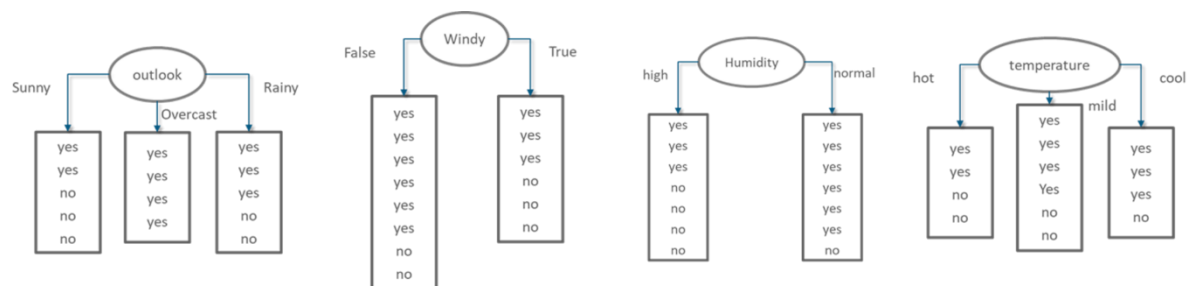 outlook
Sunny
Overcast
Rainy
yes
yes
no
no
no
yes
yes
yes
yes
yes
yes
yes
no
no
Windy
False
True
yes
yes
yes
yes
yes
yes
no
no
yes
yes
yes
no
no
no
Humidity
high
normal
yes
yes
yes
no
no
no
no
yes
yes
yes
yes
yes
yes
no
temperature
hot
mild
cool
yes
yes
no
no
yes
yes
yes
Yes
no
no
yes
yes
yes
no